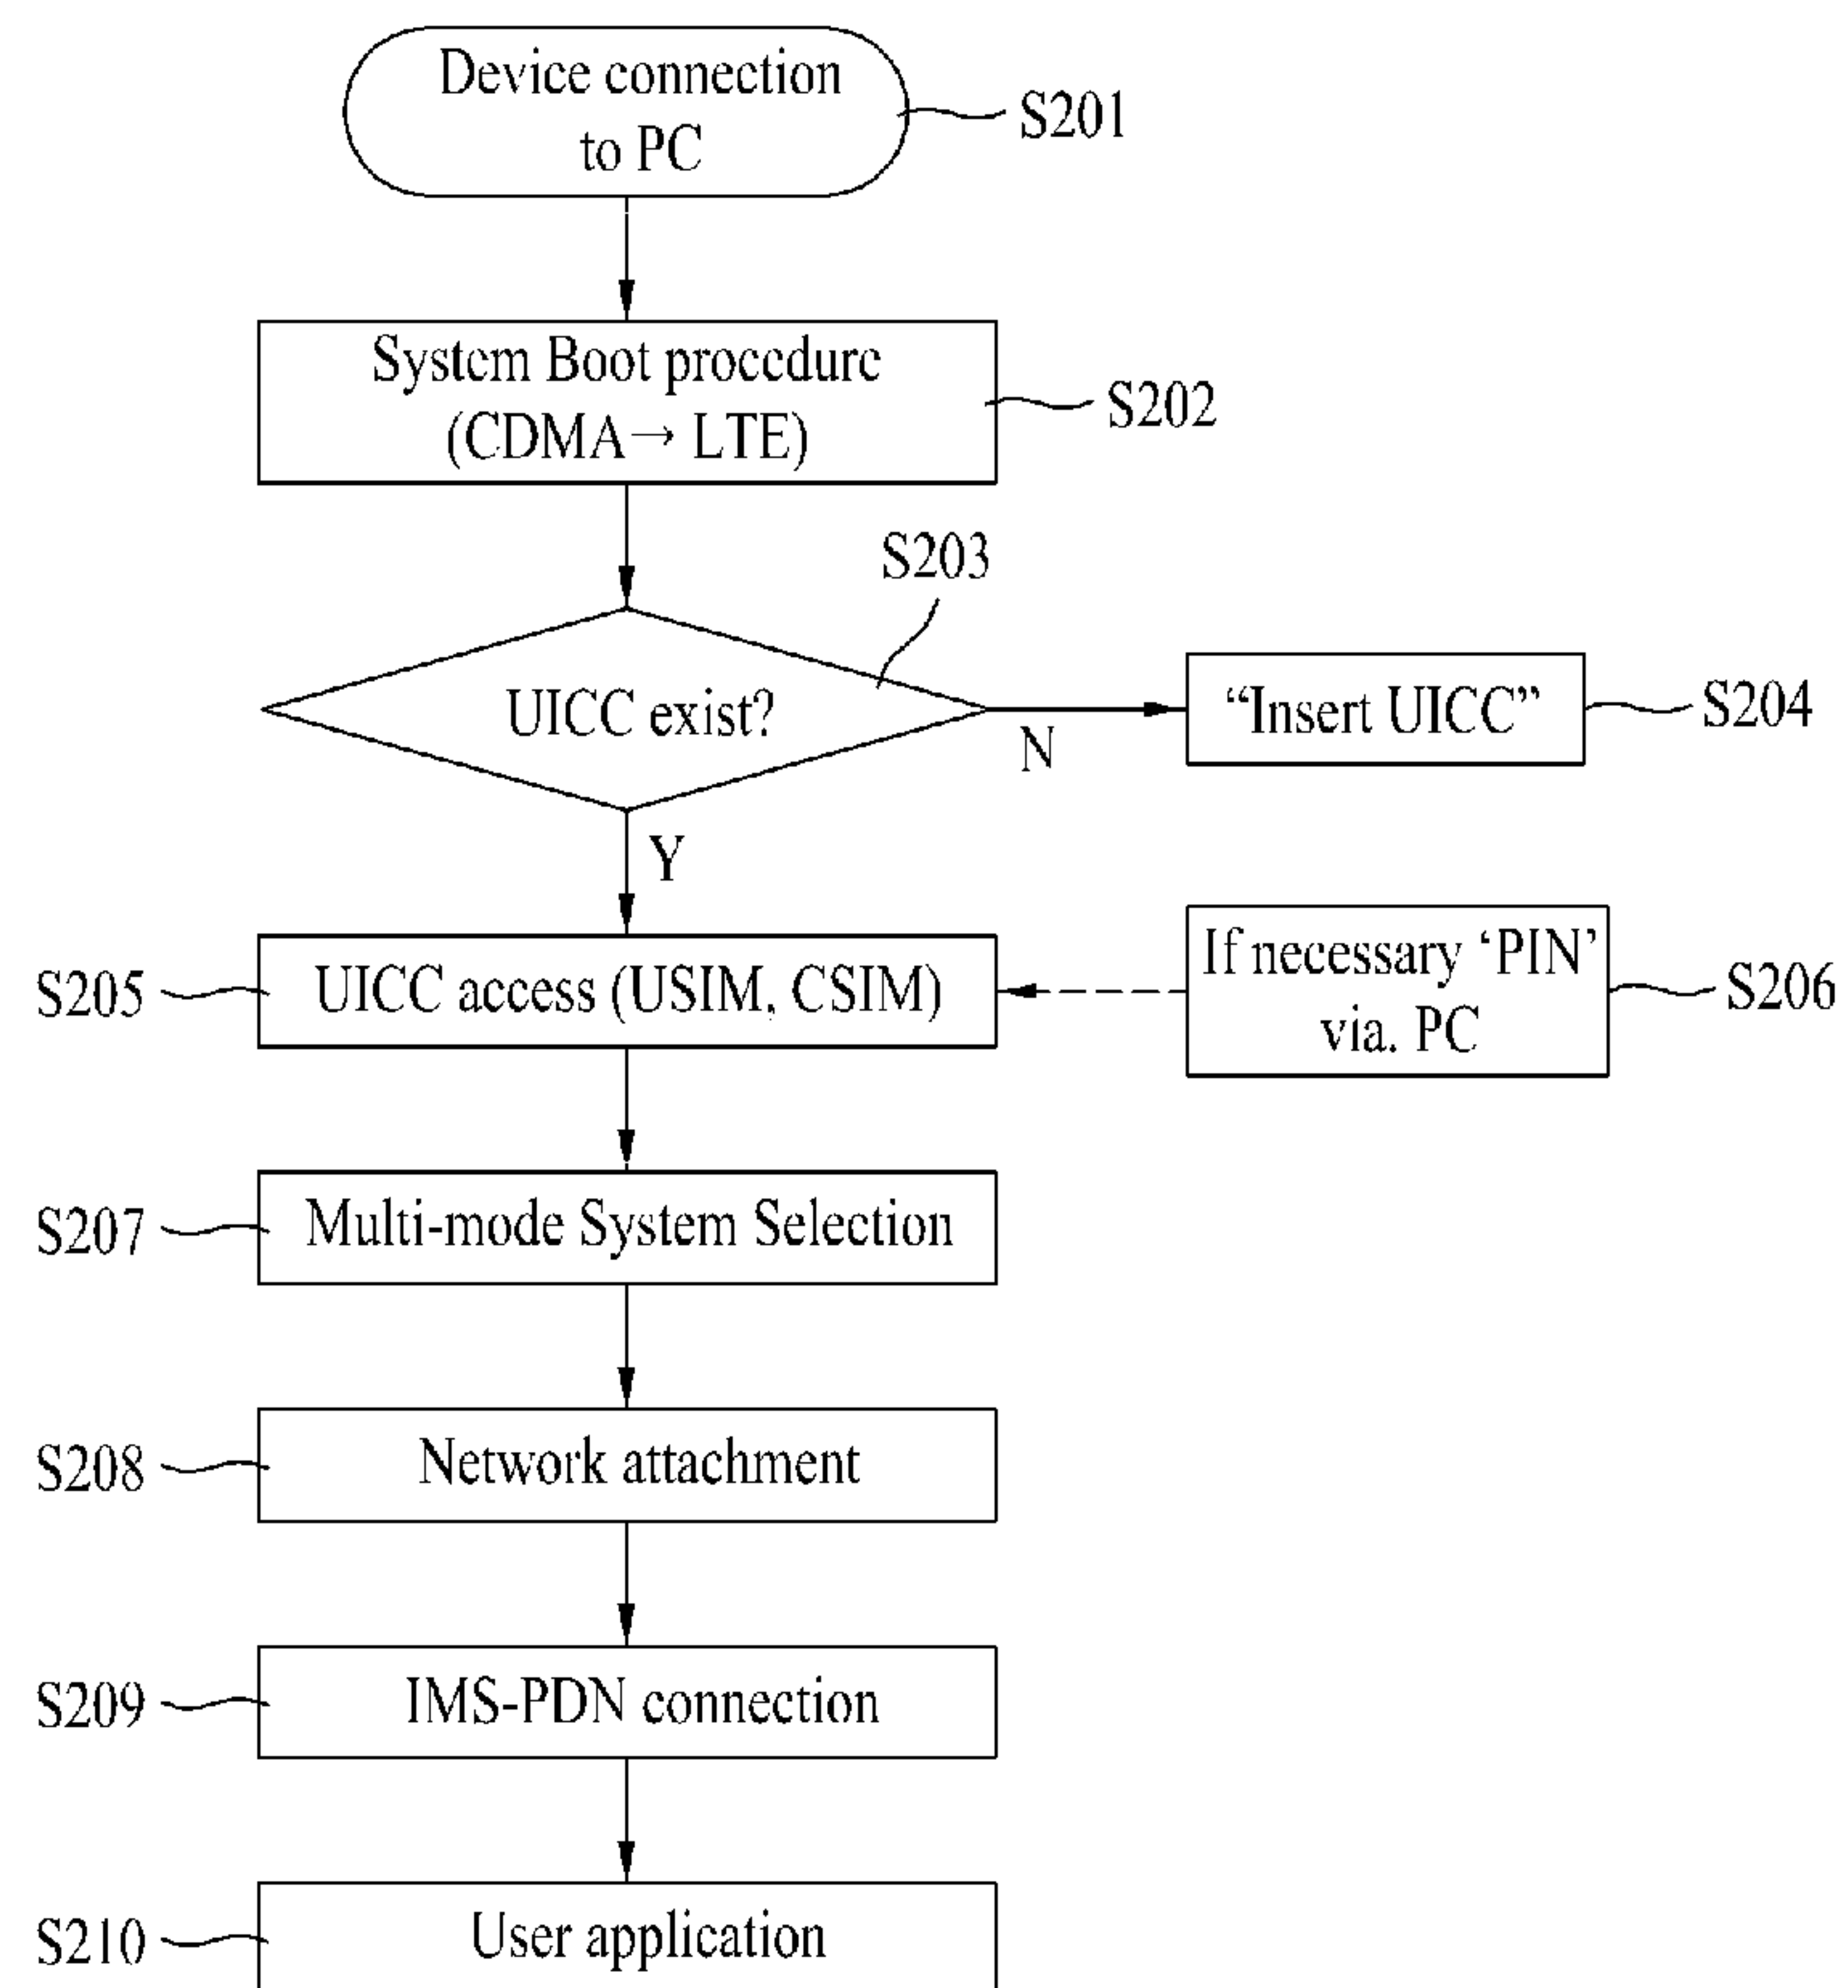 Device connection
to PC
S201
System Boot procedure
(CDMA→ LTE)
S202
S203
UICC exist?
N
“Insert UICC”
S204
Y
S205
UICC access (USIM, CSIM)
If necessary ‘PIN’
via. PC
S206
S207
Multi-mode System Selection
S208
Network attachment
S209
IMS-PDN connection
S210
User application